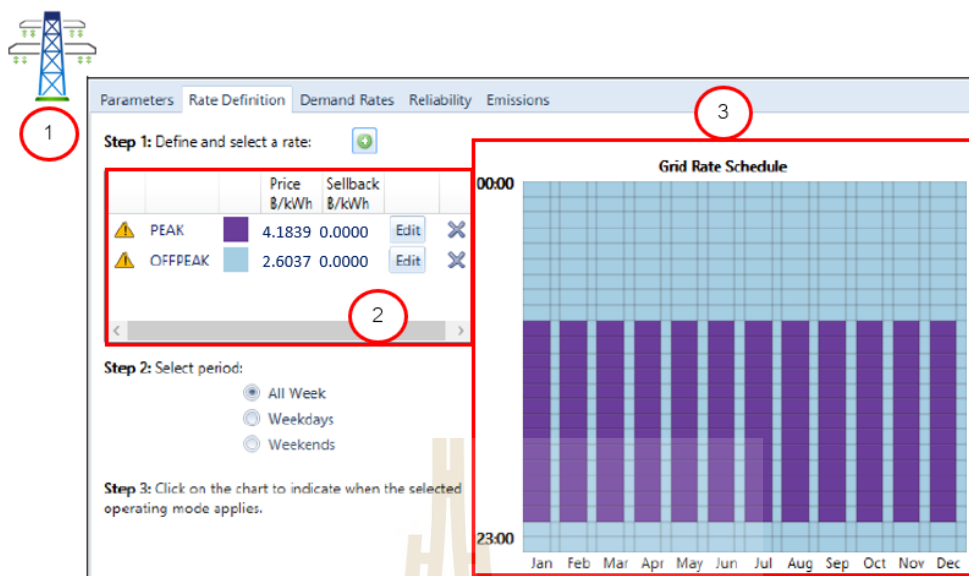 1
Parameters Rate Definition Demand Rates Reliability Emissions
3
Step 1: Define and select a rate:
Grid Rate Schedule
Price Sellback
฿/kWh ฿/kWh
00:00
PEAK 4.1839 0.0000 Edit
OFFPEAK 2.6037 0.0000 Edit
2
Step 2: Select period:
All Week
Weekdays
Weekends
Step 3: Click on the chart to indicate when the selected
operating mode applies.
23:00
Jan Feb Mar Apr May Jun Jul Aug Sep Oct Nov Dec